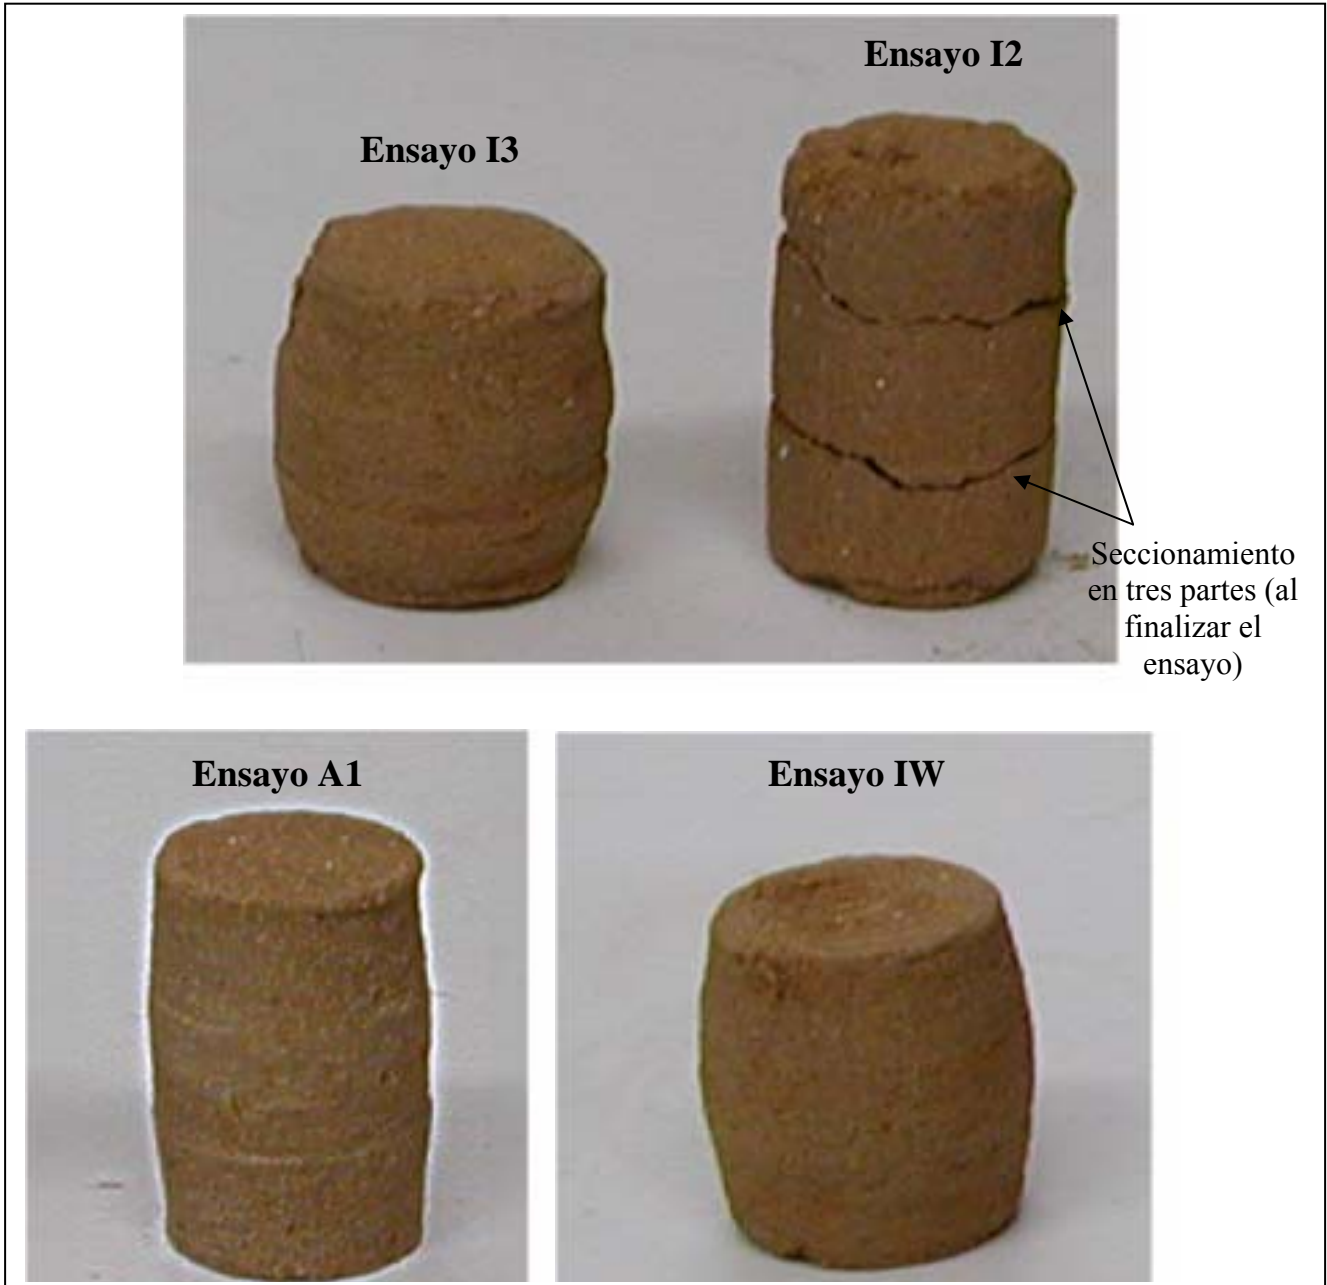 Ensayo I2
Ensayo I3
Seccionamiento
en tres partes (al
finalizar el
ensayo)
Ensayo A1
Ensayo IW